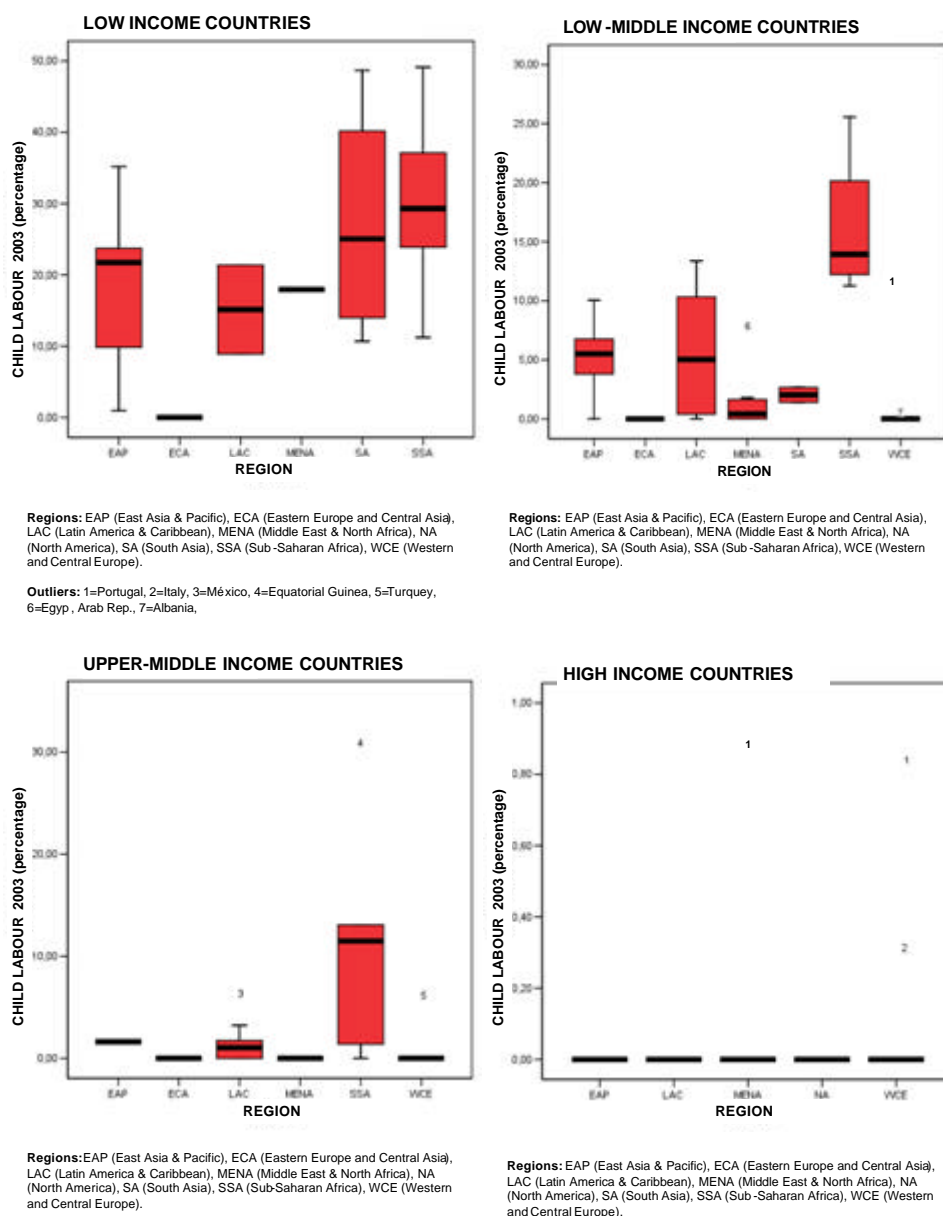 LOW INCOME COUNTRIES
CHILD LABOUR 2003 (percentage)
50,00
40,00
30,00
20,00
10,00
0,00
EAP ECA LAC MENA SA SSA
REGION
Regions: EAP (East Asia & Pacific), ECA (Eastern Europe and Central Asia),
LAC (Latin America & Caribbean), MENA (Middle East & North Africa), NA
(North America), SA (South Asia), SSA (Sub-Saharan Africa), WCE (Western
and Central Europe).
Outliers: 1=Portugal, 2=Italy, 3=México, 4=Equatorial Guinea, 5=Turquey,
6=Egyp, Arab Rep., 7=Albania,
LOW-MIDDLE INCOME COUNTRIES
CHILD LABOUR 2003 (percentage)
30,00
25,00
20,00
15,00
10,00
5,00
0,00
1
6
7
EAP ECA LAC MENA SA SSA WCE
REGION
Regions: EAP (East Asia & Pacific), ECA (Eastern Europe and Central Asia),
LAC (Latin America & Caribbean), MENA (Middle East & North Africa), NA
(North America), SA (South Asia), SSA (Sub-Saharan Africa), WCE (Western
and Central Europe).
UPPER-MIDDLE INCOME COUNTRIES
CHILD LABOUR 2003 (percentage)
30,00
20,00
10,00
0,00
4
3
5
EAP ECA LAC MENA SSA WCE
REGION
Regions: EAP (East Asia & Pacific), ECA (Eastern Europe and Central Asia),
LAC (Latin America & Caribbean), MENA (Middle East & North Africa), NA
(North America), SA (South Asia), SSA (Sub-Saharan Africa), WCE (Western
and Central Europe).
HIGH INCOME COUNTRIES
CHILD LABOUR 2003 (percentage)
1,00
0,80
0,60
0,40
0,20
0,00
1
1
2
EAP LAC MENA NA WCE
REGION
Regions: EAP (East Asia & Pacific), ECA (Eastern Europe and Central Asia),
LAC (Latin America & Caribbean), MENA (Middle East & North Africa), NA
(North America), SA (South Asia), SSA (Sub-Saharan Africa), WCE (Western
and Central Europe).